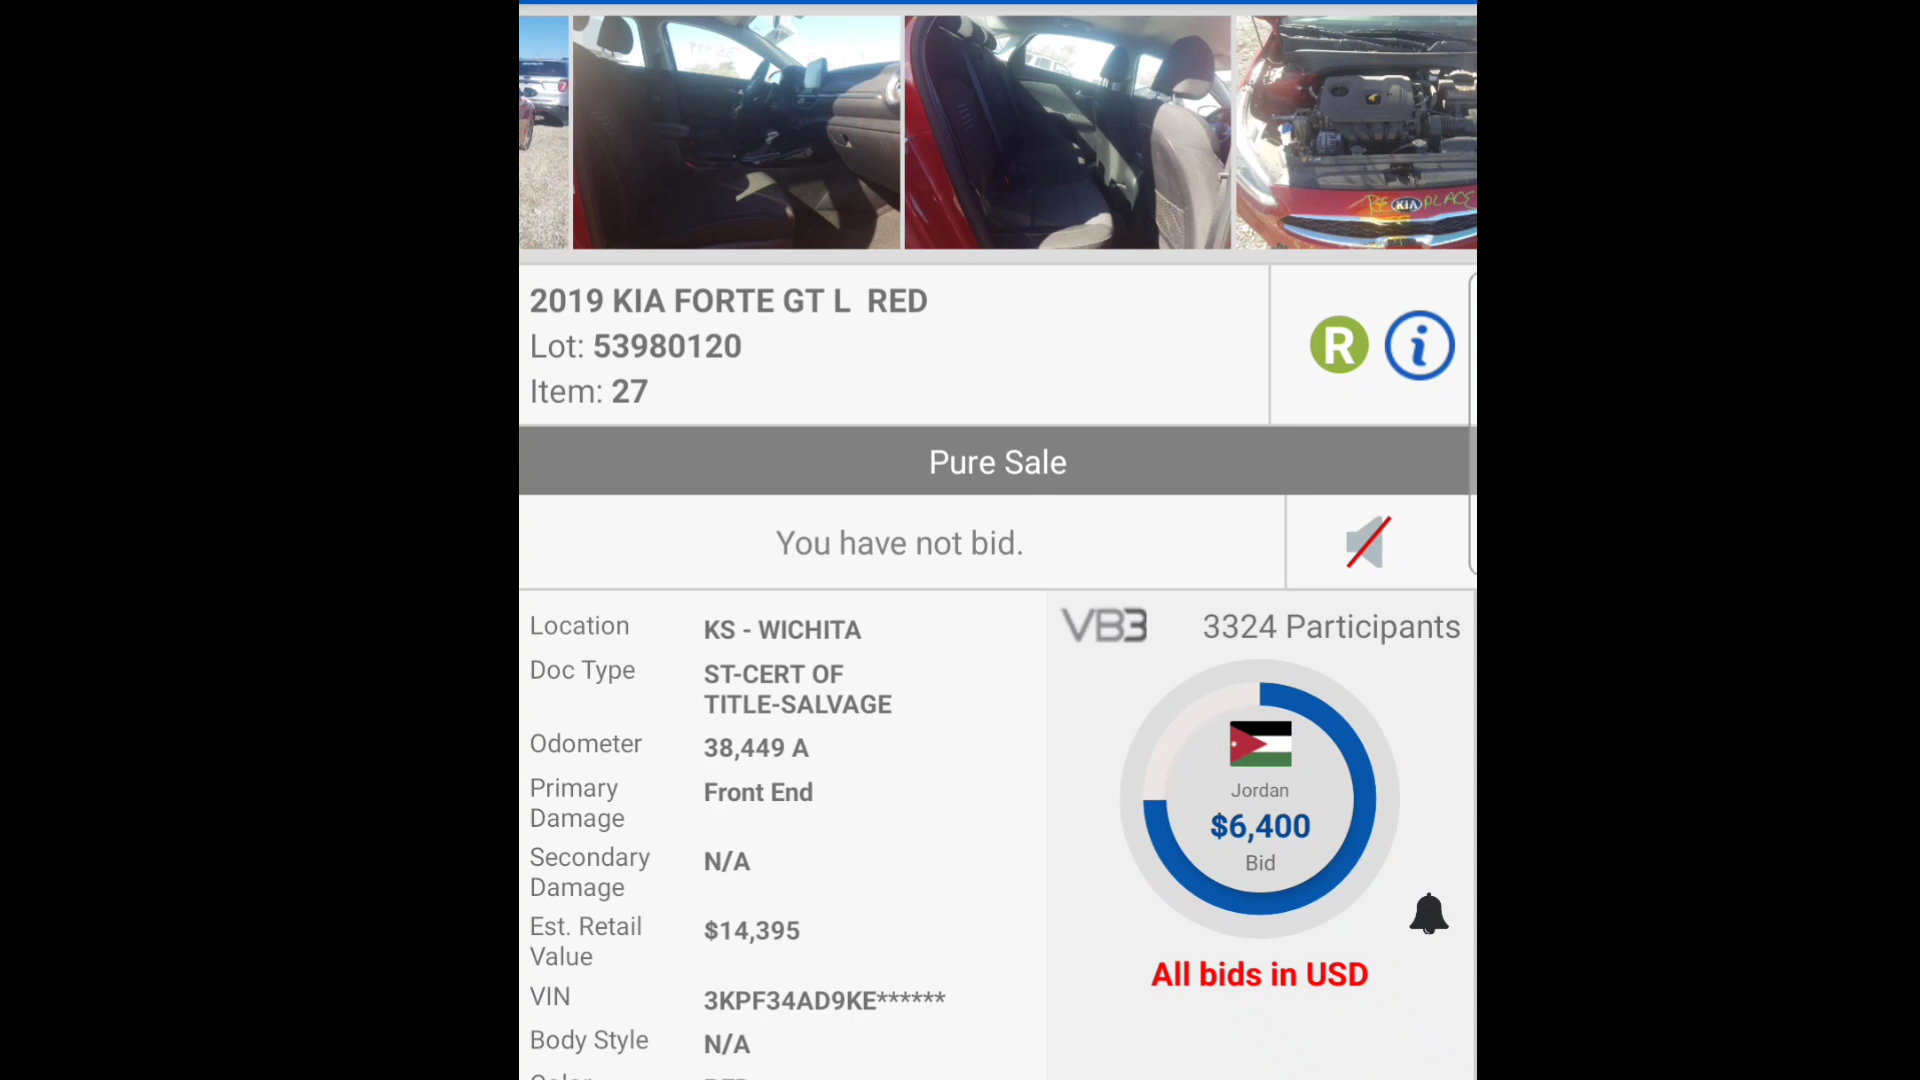 RE KIA PLACE
2019 KIA FORTE GT L RED
Lot: 53980120
Item: 27
R i
Pure Sale
You have not bid.
Location KS - WICHITA
Doc Type ST-CERT OF
TITLE-SALVAGE
Odometer 38,449 A
Primary
Damage
Front End
Secondary
Damage
N/A
Est. Retail
Value
$14,395
VIN 3KPF34AD9KE******
Body Style N/A
VB3 3324 Participants
Jordan
$6,400
Bid
All bids in USD